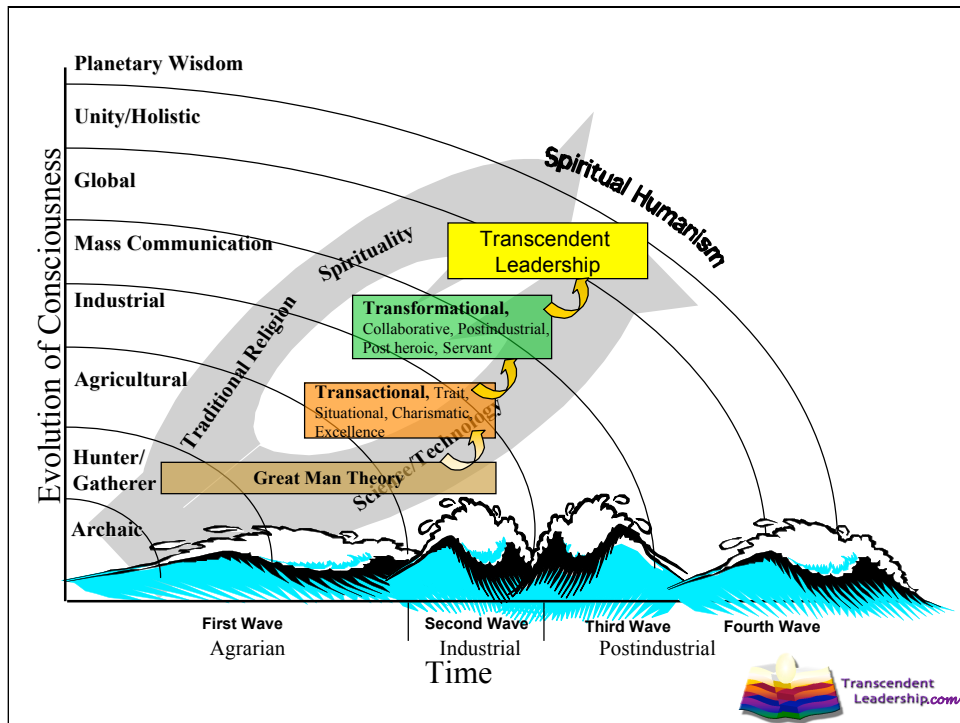 Planetary Wisdom
Unity/Holistic
Global
Mass Communication
Industrial
Agricultural
Hunter/
Gatherer
Archaic
Evolution of Consciousness
Traditional Religion
Spirituality
Science/Technology
Spiritual Humanism
Transcendent
Leadership
Transformational,
Collaborative, Postindustrial,
Post heroic, Servant
Transactional, Trait,
Situational, Charismatic,
Excellence
Great Man Theory
First Wave
Second Wave
Third Wave
Fourth Wave
Agrarian
Industrial
Postindustrial
Time
Transcendent
Leadership.com